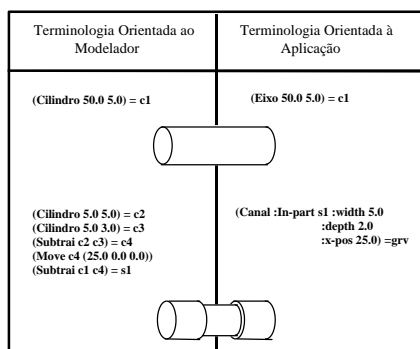 Terminologia Orientada ao
Modelador
Terminologia Orientada à
Aplicação
(Cilindro 50.0 5.0) = c1
(Eixo 50.0 5.0) = c1
(Cilindro 5.0 5.0) = c2
(Cilindro 5.0 3.0) = c3
(Subtrai c2 c3) = c4
(Move c4 (25.0 0.0 0.0))
(Subtrai c1 c4) = s1
(Canal :In-part s1 :width 5.0
:depth 2.0
:x-pos 25.0) =grv